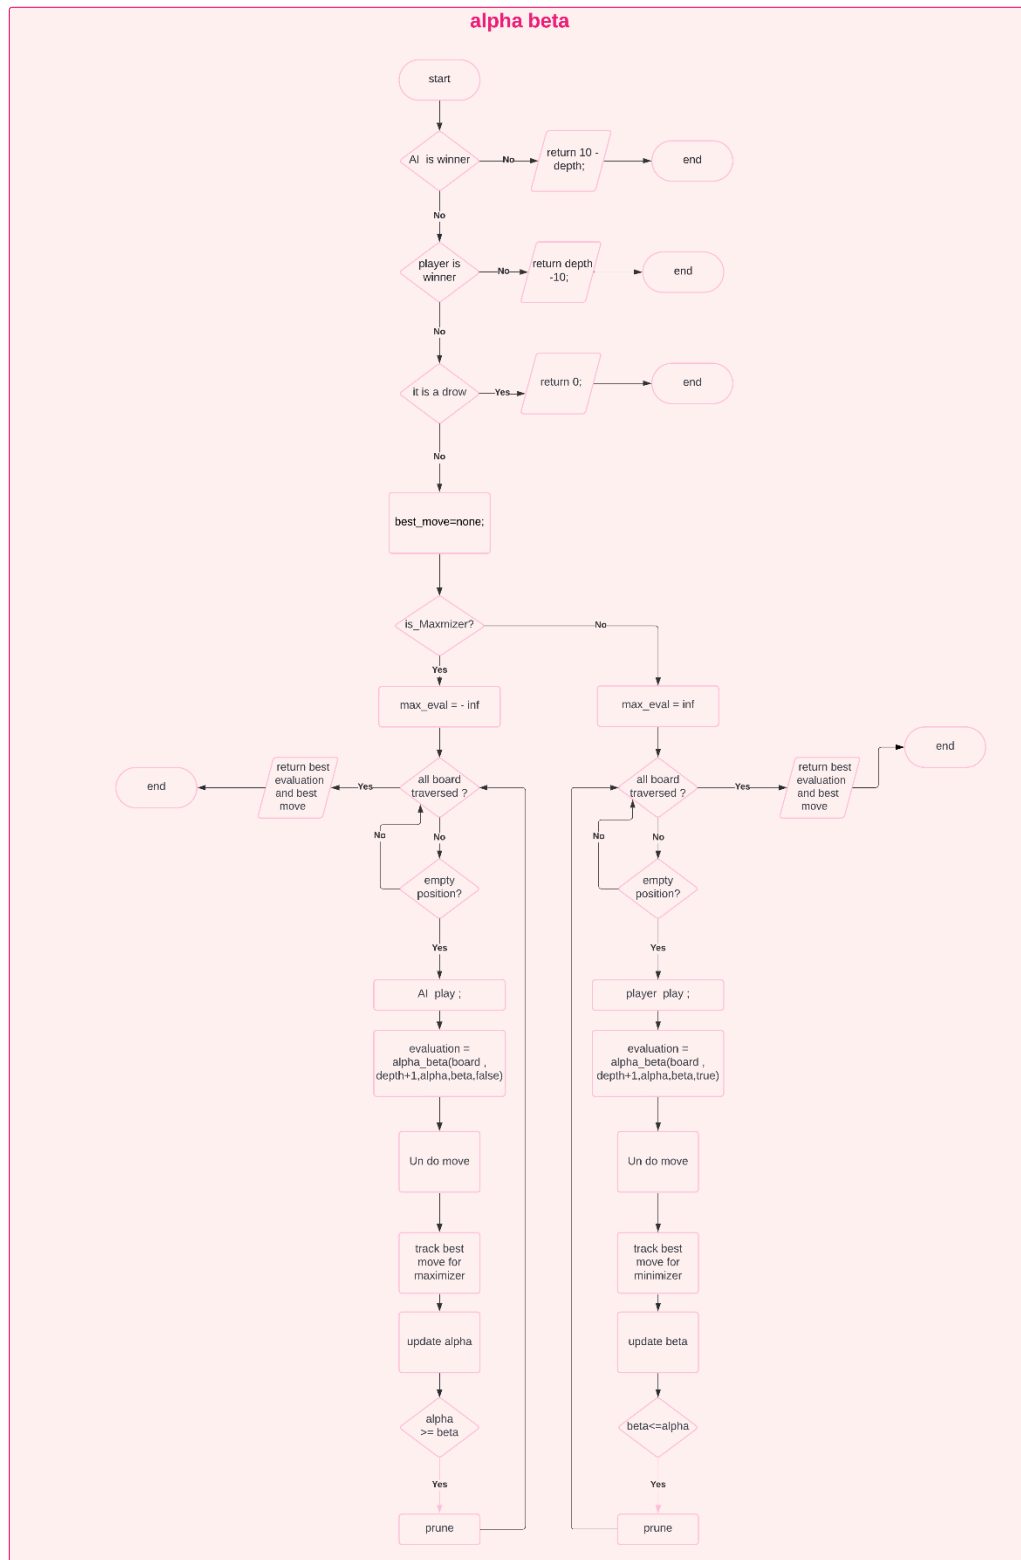 alpha beta
start
AI  is winner
No
return 10 -
depth;
end
No
player is
winner
No
return depth
-10;
end
No
it is a drow
Yes
return 0;
end
No
best_move=none;
is_Maxmizer?
No
Yes
max_eval = - inf
max_eval = inf
end
return best
evaluation
and best
move
Yes
all board
traversed ?
all board
traversed ?
Yes
return best
evaluation
and best
move
end
No
No
No
No
empty
position?
empty
position?
Yes
Yes
AI  play ;
player  play ;
evaluation =
alpha_beta(board ,
depth+1,alpha,beta,false)
evaluation =
alpha_beta(board ,
depth+1,alpha,beta,true)
Un do move
Un do move
track best
move for
maximizer
track best
move for
minimizer
update alpha
update beta
alpha
>= beta
beta<=alpha
Yes
Yes
prune
prune